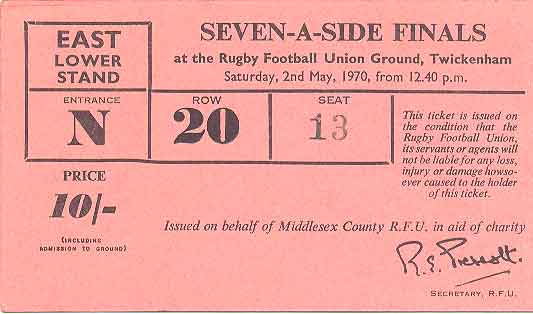 EAST
LOWER
STAND
SEVEN-A-SIDE FINALS
at the Rugby Football Union Ground, Twickenham
Saturday, 2nd May, 1970, from 12.40 p.m.
ENTRANCE
N
ROW
20
SEAT
13
This ticket is issued on
the condition that the
Rugby Football Union,
its servants or agents will
not be liable for any loss,
injury or damage howso-
ever caused to the holder
of this ticket.
PRICE
10/-
(INCLUDING
ADMISSION TO GROUND)
Issued on behalf of Middlesex County R.F.U. in aid of charity
R.E. Prescott.
SECRETARY, R.F.U.